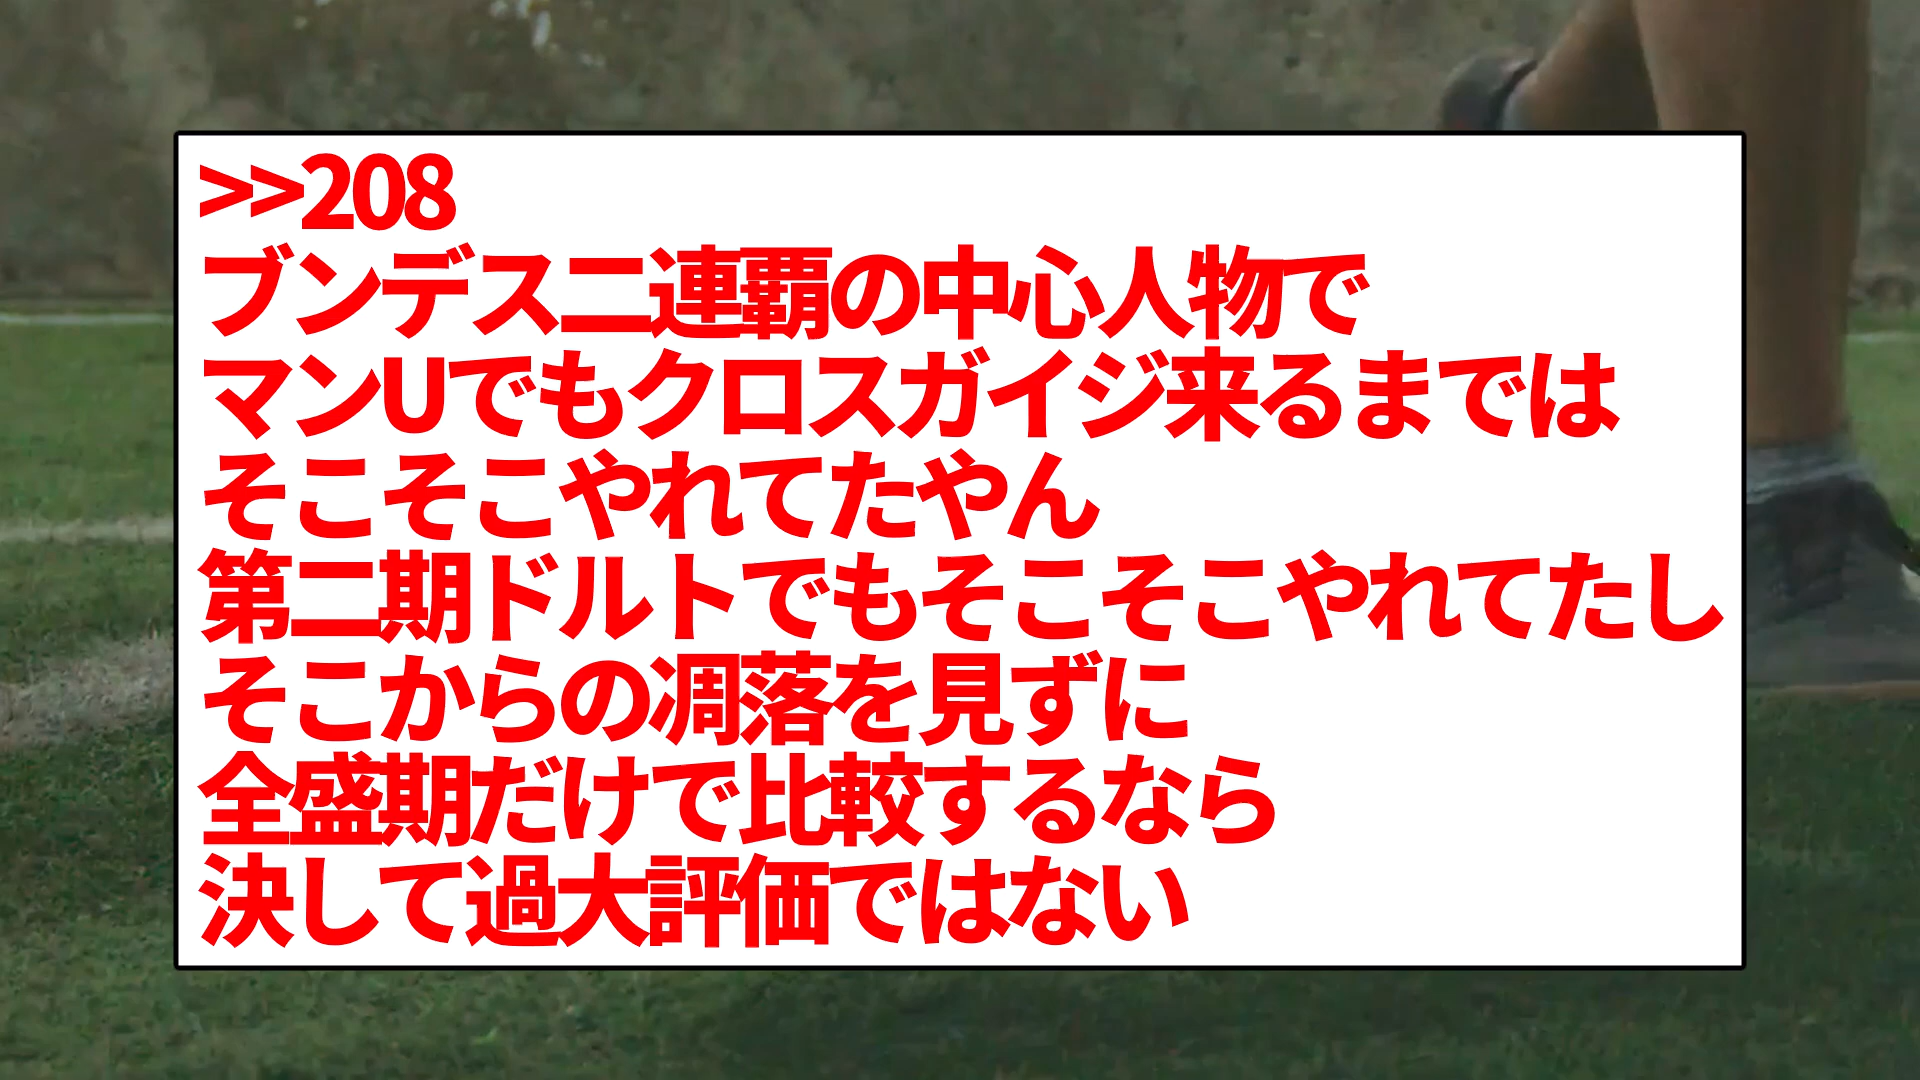 >>208
ブンデス二連覇の中心人物で
マンUでもクロスガイジ来るまでは
そこそこやれてたやん
第二期ドルトでもそこそこやれてたし
そこからの凋落を見ずに
全盛期だけで比較するなら
決して過大評価ではない